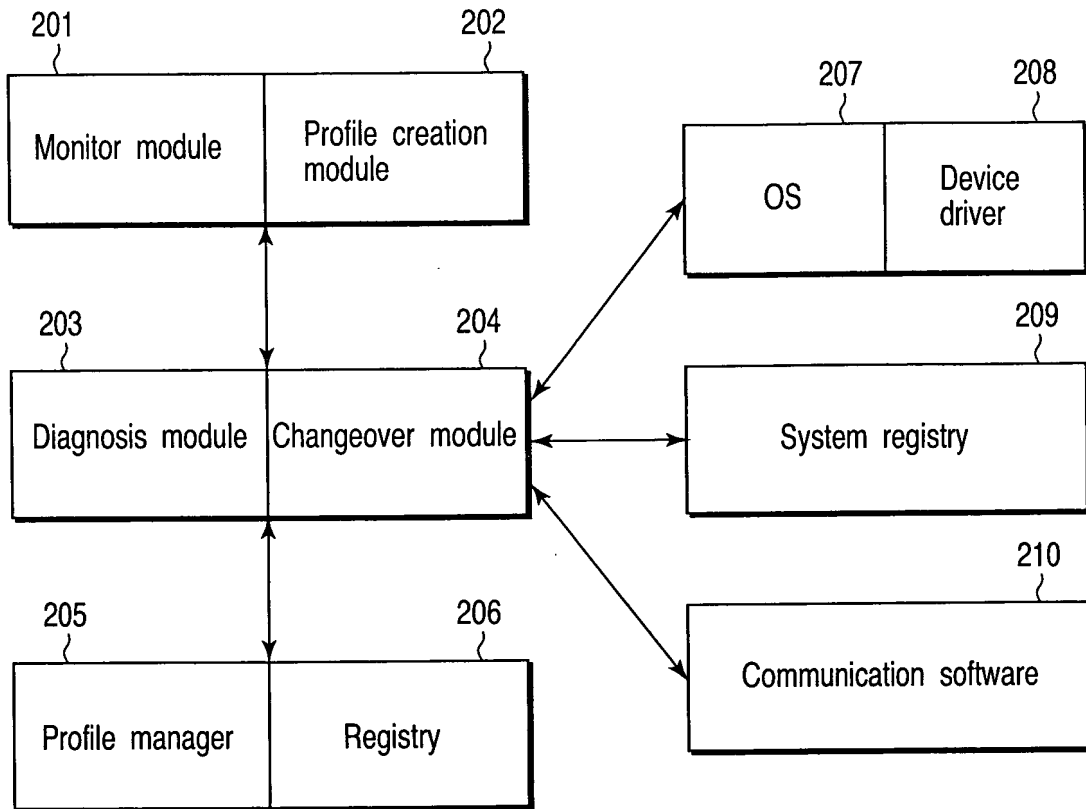 201
202
Monitor module
Profile creation
module
207
208
OS
Device
driver
203
204
Diagnosis module
Changeover module
209
System registry
205
206
Profile manager
Registry
210
Communication software